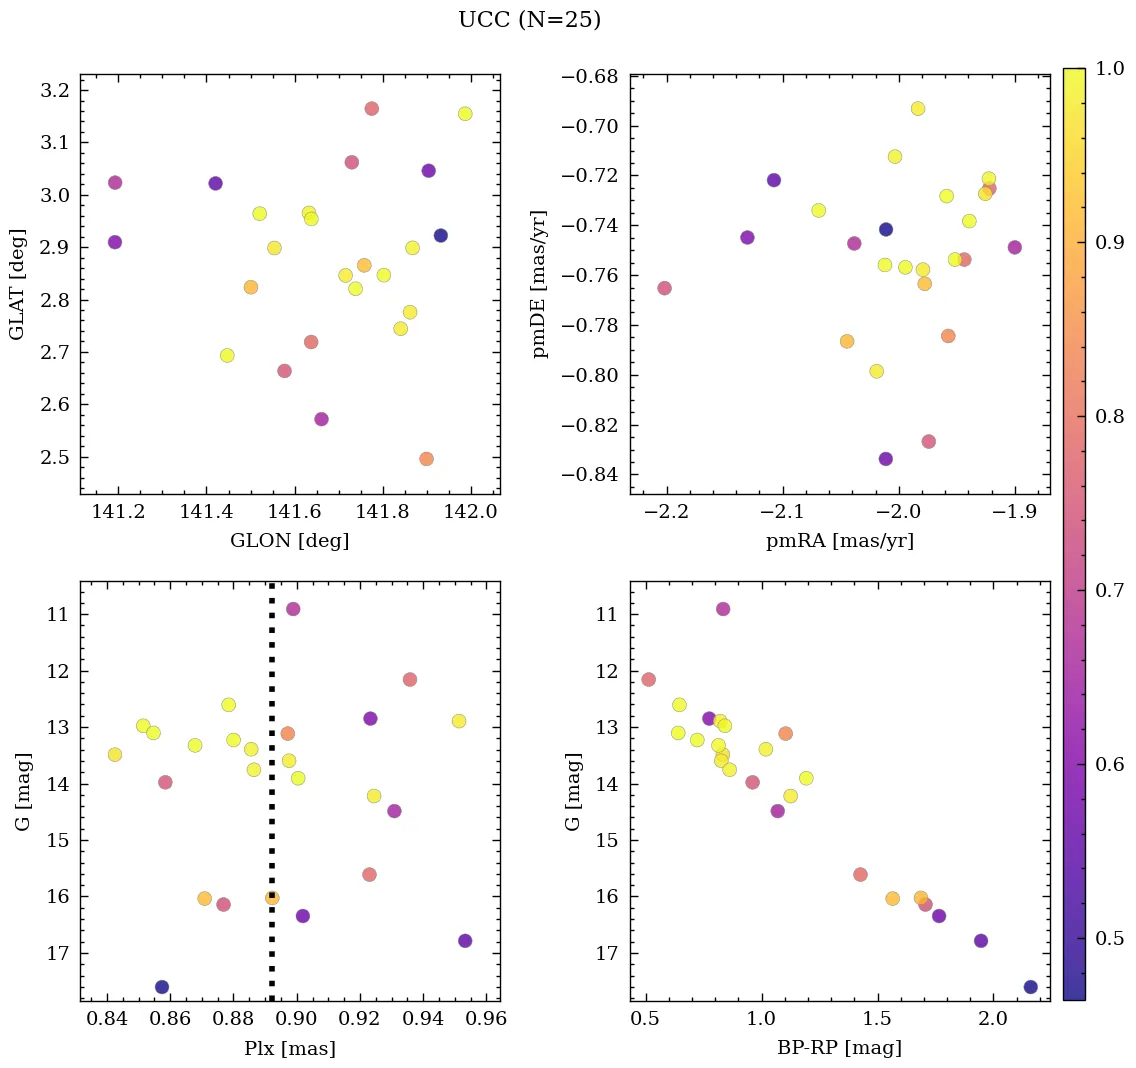 UCC (N=25)
3.2
3.1
3.0
2.9
2.8
2.7
2.6
2.5
GLAT [deg]
141.2 141.4 141.6 141.8 142.0
GLON [deg]
−0.68
−0.70
−0.72
−0.74
−0.76
−0.78
−0.80
−0.82
−0.84
pmDE [mas/yr]
−2.2 −2.1 −2.0 −1.9
pmRA [mas/yr]
11
12
13
14
15
16
17
G [mag]
0.84 0.86 0.88 0.90 0.92 0.94 0.96
Plx [mas]
11
12
13
14
15
16
17
G [mag]
0.5 1.0 1.5 2.0
BP-RP [mag]
1.0
0.9
0.8
0.7
0.6
0.5